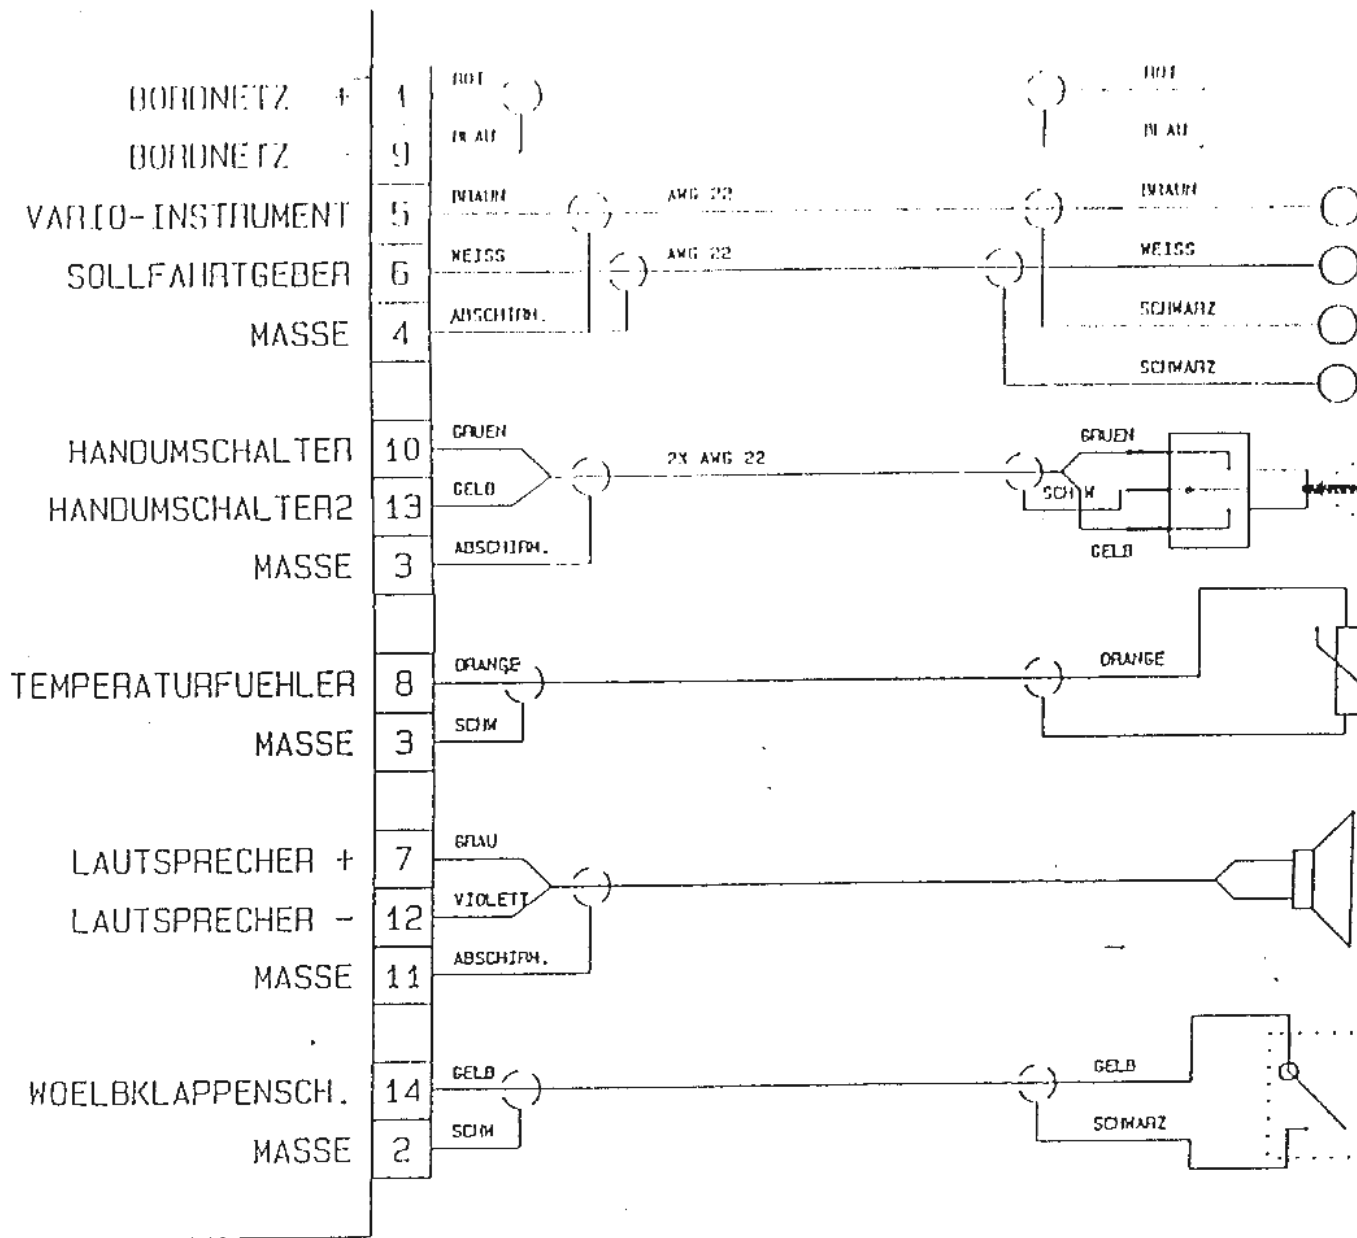 BORDNETZ + 1 ROT ROT
BORDNETZ - 9 BLAU BLAU
VARIO-INSTRUMENT 5 BRAUN AWG 22 BRAUN
SOLLFAHRTGEBER 6 WEISS AWG 22 WEISS
MASSE 4 ABSCHIRM. SCHWARZ
SCHWARZ
HANDUMSCHALTER 10 GRUEN GRUEN
2X AWG 22
HANDUMSCHALTER2 13 GELB SCHW
MASSE 3 ABSCHIRM. GELB
TEMPERATURFUEHLER 8 ORANGE ORANGE
MASSE 3 SCHW
LAUTSPRECHER + 7 GRAU
LAUTSPRECHER - 12 VIOLETT
MASSE 11 ABSCHIRM.
WOELBKLAPPENSCH. 14 GELB GELB
MASSE 2 SCHW SCHWARZ